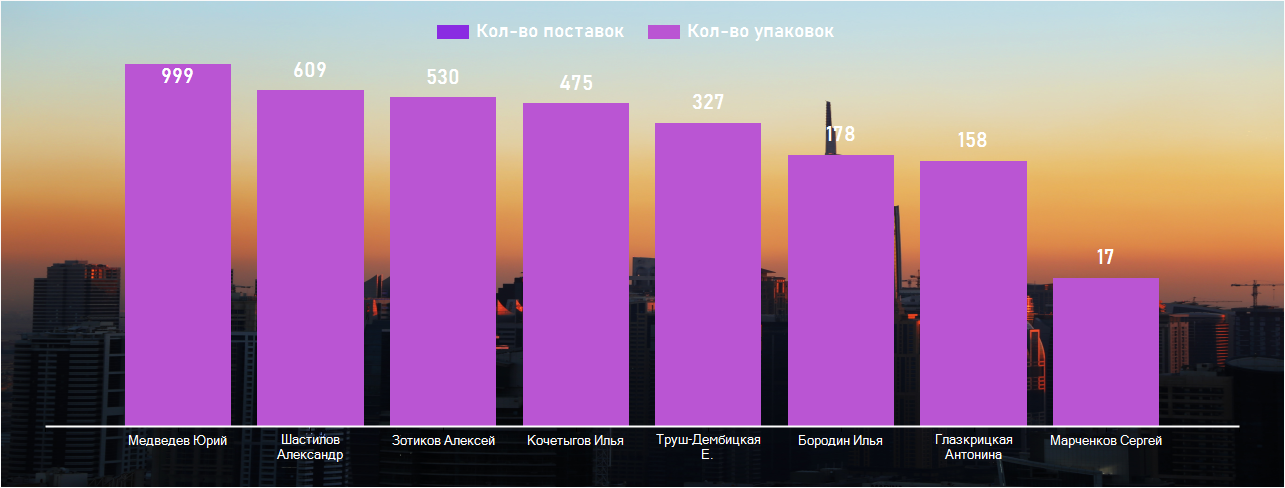 Кол-во поставок Кол-во упаковок
999 609 530 475 327 178 158 17
Медведев Юрий
Шастилов
Александр
Зотиков Алексей
Кочетыгов Илья
Труш-Дембицкая
Е.
Бородин Илья
Глазкрицкая
Антонина
Марченков Сергей